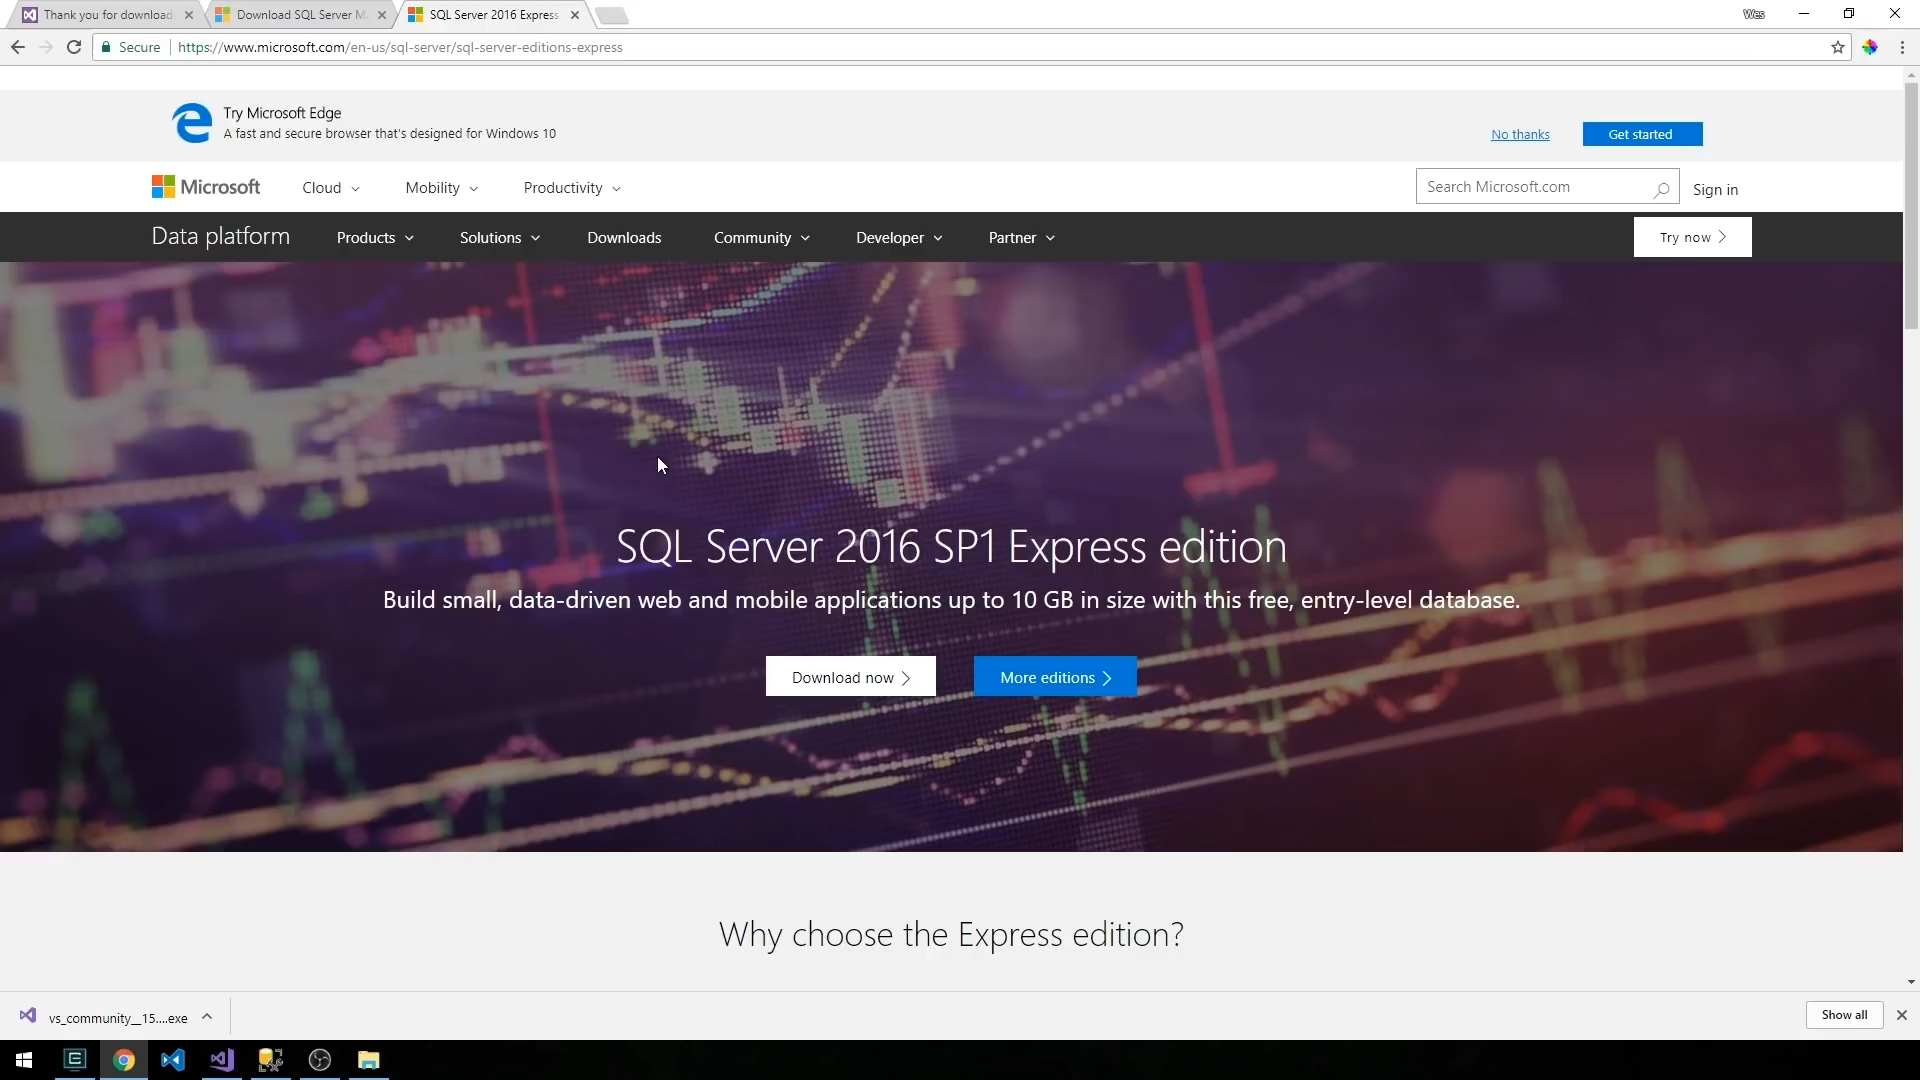 Thank you for download
Download SQL Server Ma
SQL Server 2016 Express
Wes
Secure
https://www.microsoft.com/en-us/sql-server/sql-server-editions-express
Try Microsoft Edge
A fast and secure browser that's designed for Windows 10
No thanks
Get started
Microsoft
Cloud
Mobility
Productivity
Search Microsoft.com
Sign in
Data platform
Products
Solutions
Downloads
Community
Developer
Partner
Try now
SQL Server 2016 SP1 Express edition
Build small, data-driven web and mobile applications up to 10 GB in size with this free, entry-level database.
Download now
More editions
Why choose the Express edition?
vs_community__15....exe
Show all